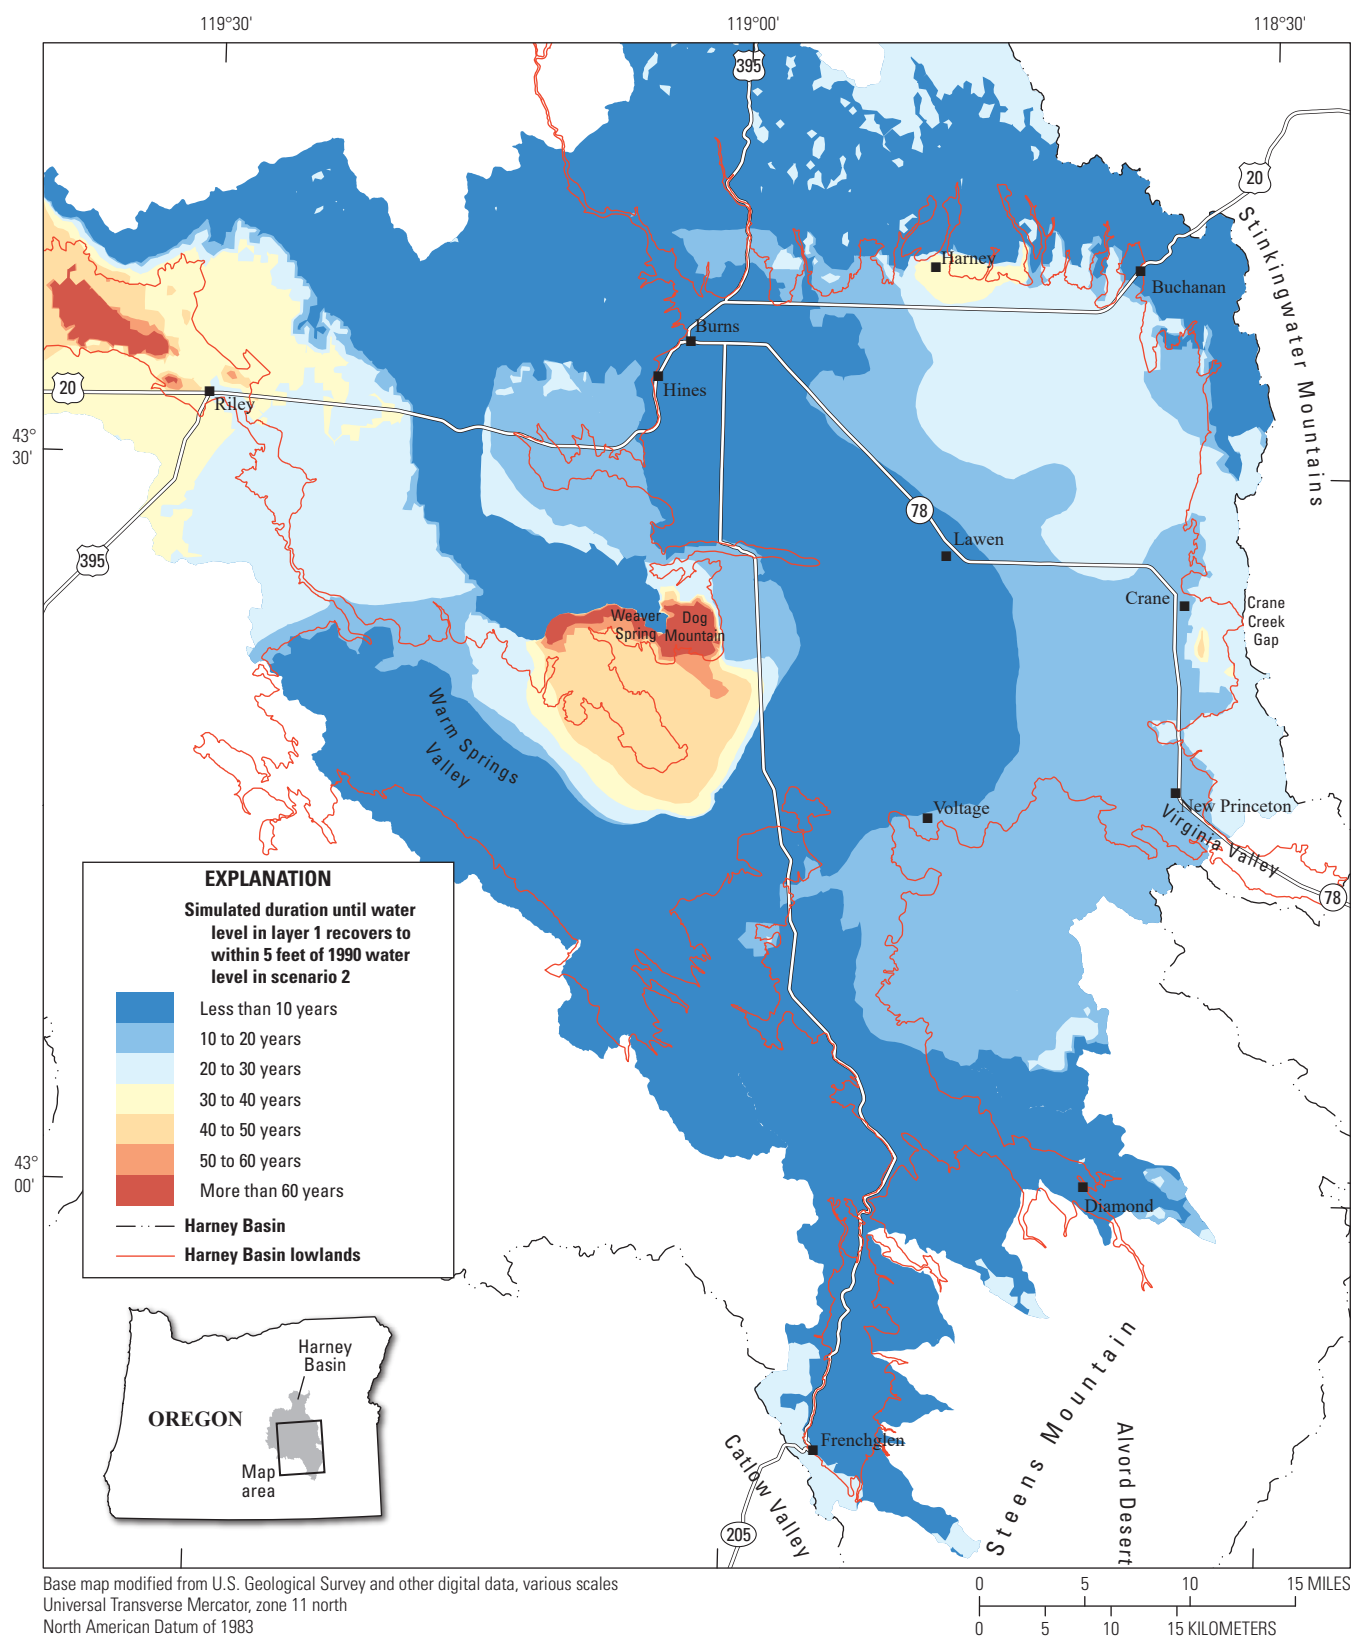 119°30'
119°00'
118°30'
395
20
Stinkingwater Mountains
Harney
Buchanan
Burns
Hines
20
Riley
43°
30'
78
Lawen
395
Crane
Crane
Creek
Gap
Weaver
Spring
Dog
Mountain
Warm Springs
Valley
Voltage
New Princeton
Virginia Valley
78
EXPLANATION
Simulated duration until water
level in layer 1 recovers to
within 5 feet of 1990 water
level in scenario 2
Less than 10 years
10 to 20 years
20 to 30 years
30 to 40 years
40 to 50 years
50 to 60 years
More than 60 years
Harney Basin
Harney Basin lowlands
43°
00'
Diamond
Harney
Basin
OREGON
Map
area
Steens Mountain
Alvord Desert
Frenchglen
Catlow Valley
205
Base map modified from U.S. Geological Survey and other digital data, various scales
Universal Transverse Mercator, zone 11 north
North American Datum of 1983
0 5 10 15 MILES
0 5 10 15 KILOMETERS